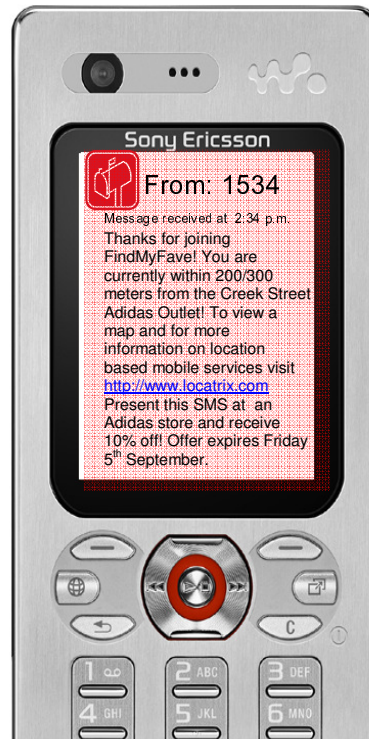 Sony Ericsson
From: 1534
Message received at 2:34 p.m.
Thanks for joining
FindMyFave! You are
currently within 200/300
meters from the Creek Street
Adidas Outlet! To view a
map and for more
information on location
based mobile services visit
http://www.locatrix.com
Present this SMS at an
Adidas store and receive
10% off! Offer expires Friday
5th September.
C
1
2 ABC
3 DEF
4 GHI
5 JKL
6 MNO